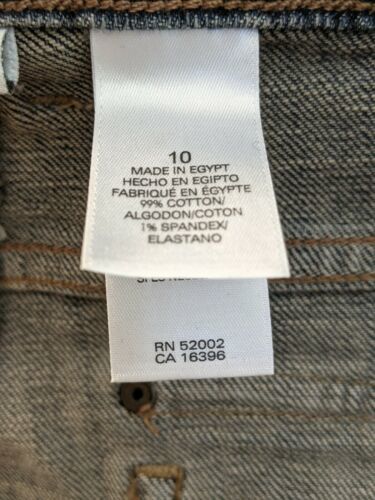 10
MADE IN EGYPT
HECHO EN EGIPTO
FABRIQUÉ EN ÉGYPTE
99% COTTON/
ALGODON/COTON
1% SPANDEX/
ELASTANO
RN 52002
CA 16396